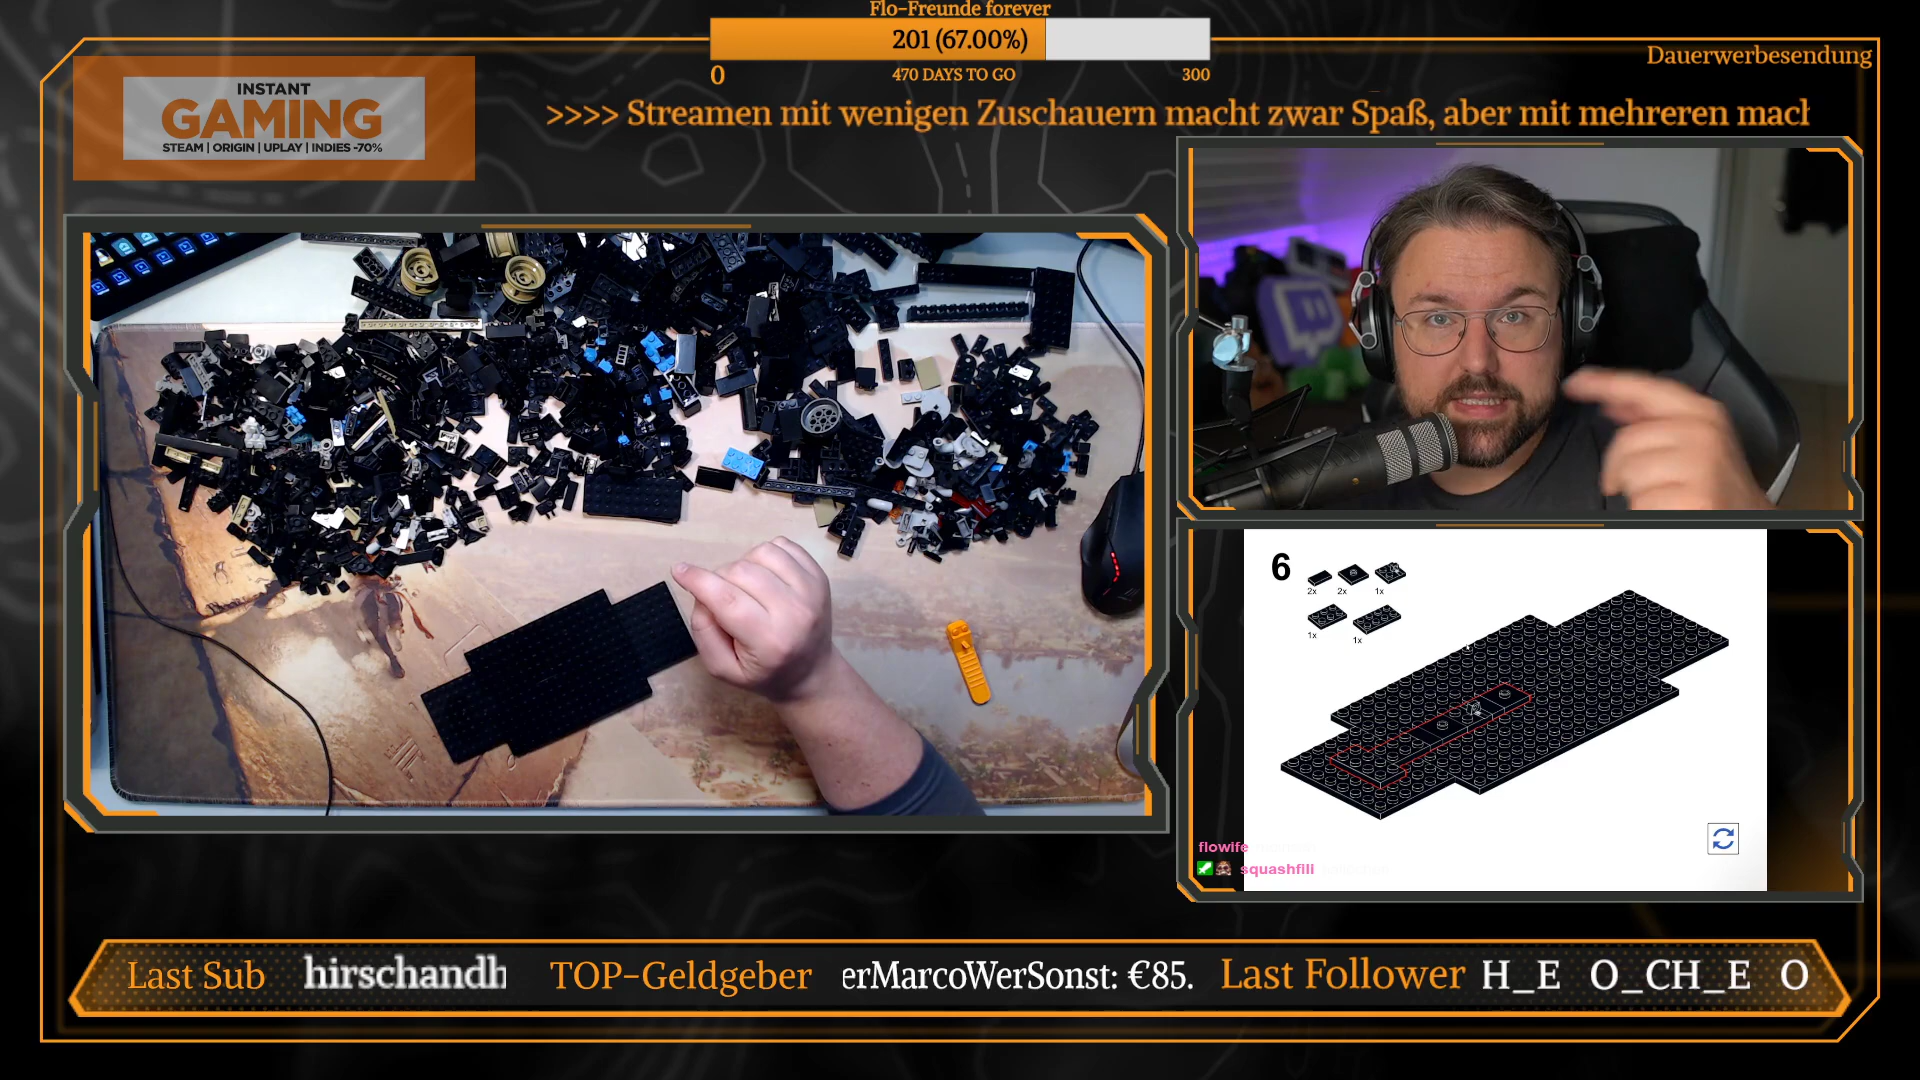 Flo-Freunde forever
201 (67.00%)
0
470 DAYS TO GO
300
Dauerwerbesendung
INSTANT
GAMING
STEAM | ORIGIN | UPLAY | INDIES -70%
>>>> Streamen mit wenigen Zuschauern macht zwar Spaß, aber mit mehreren macl
6
2x
2x
1x
1x
1x
flowife
squashfill
Last Sub
hirschandh
TOP-Geldgeber
erMarcoWerSonst: €85.
Last Follower
H_E O_CH_E O